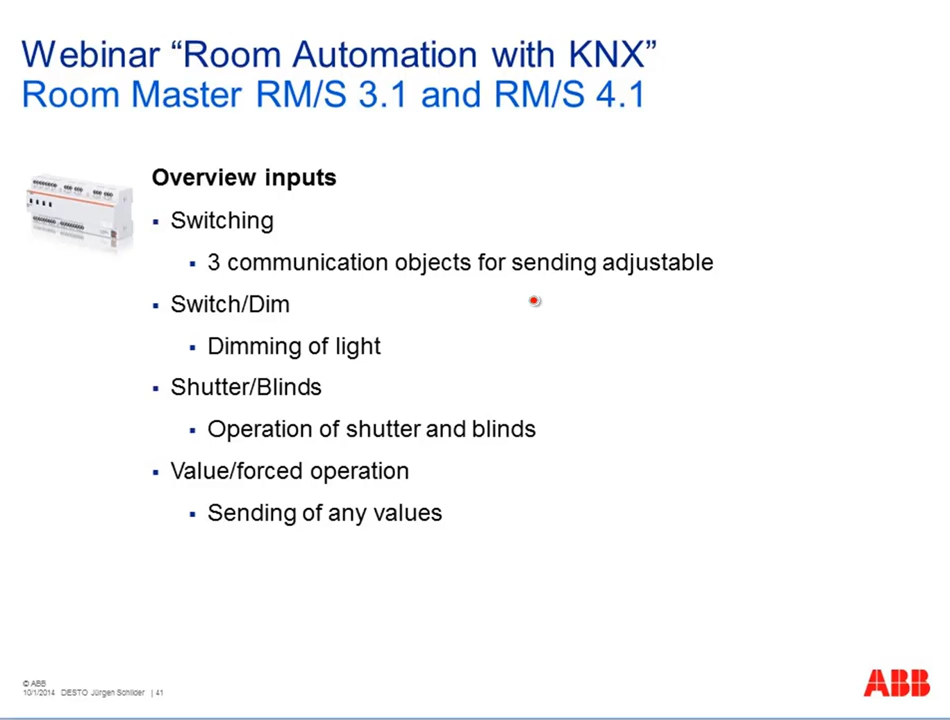 Webinar “Room Automation with KNX”
Room Master RM/S 3.1 and RM/S 4.1
Overview inputs
▪ Switching
▪ 3 communication objects for sending adjustable
▪ Switch/Dim
▪ Dimming of light
▪ Shutter/Blinds
▪ Operation of shutter and blinds
▪ Value/forced operation
▪ Sending of any values
© ABB
10/1/2014 DESTO Jürgen Schilder | 41
ABB